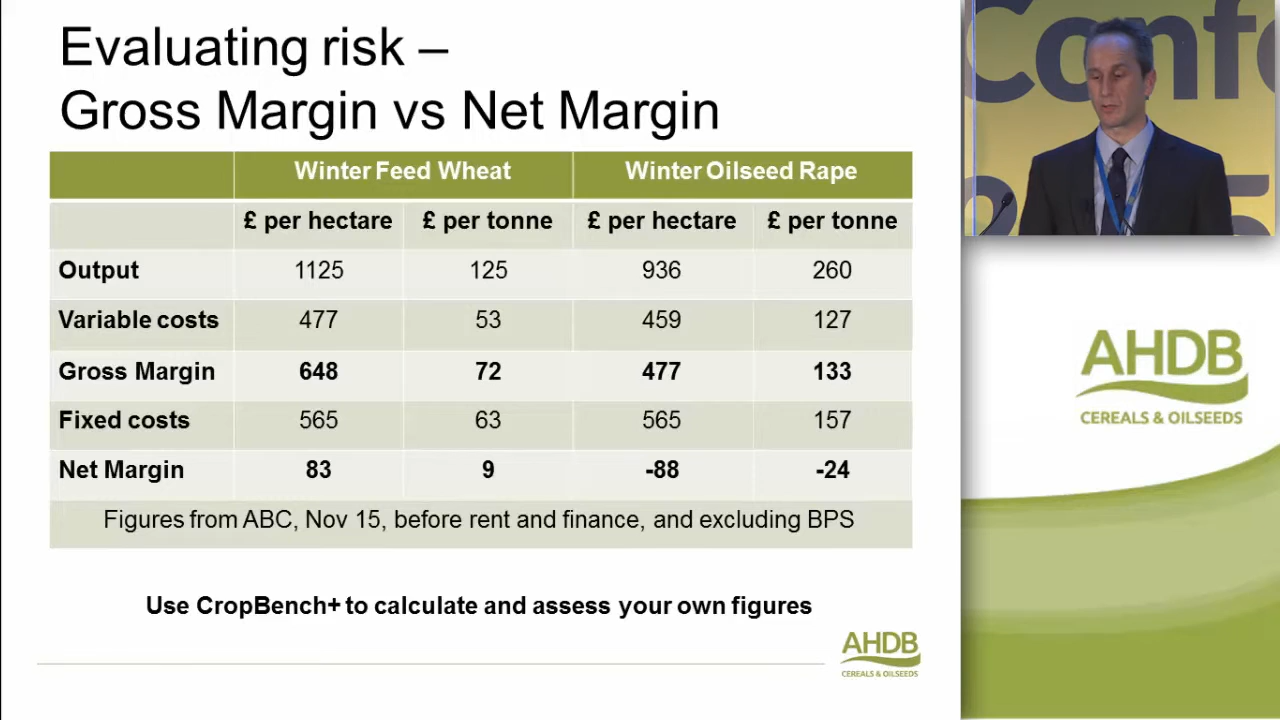 Evaluating risk –
Gross Margin vs Net Margin
Winter Feed Wheat Winter Oilseed Rape
£ per hectare £ per tonne £ per hectare £ per tonne
Output 1125 125 936 260
Variable costs 477 53 459 127
Gross Margin 648 72 477 133
Fixed costs 565 63 565 157
Net Margin 83 9 -88 -24
Figures from ABC, Nov 15, before rent and finance, and excluding BPS
Use CropBench+ to calculate and assess your own figures
AHDB
CEREALS & OILSEEDS
Confe
AHDB
CEREALS & OILSEEDS